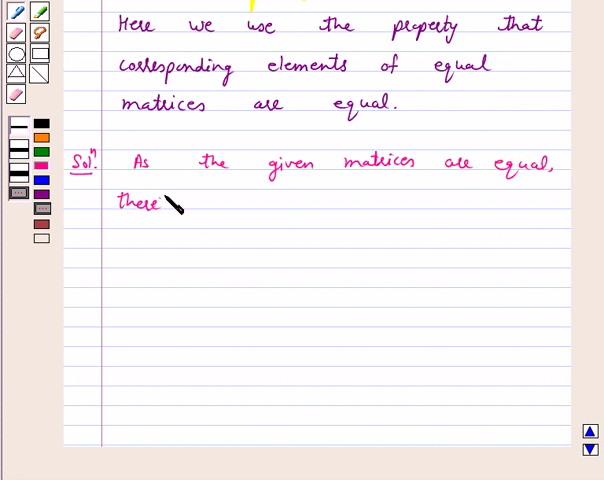 Here we use the property that
corresponding elements of equal
matrices are equal.
Solⁿ. As the given matrices are equal,
there